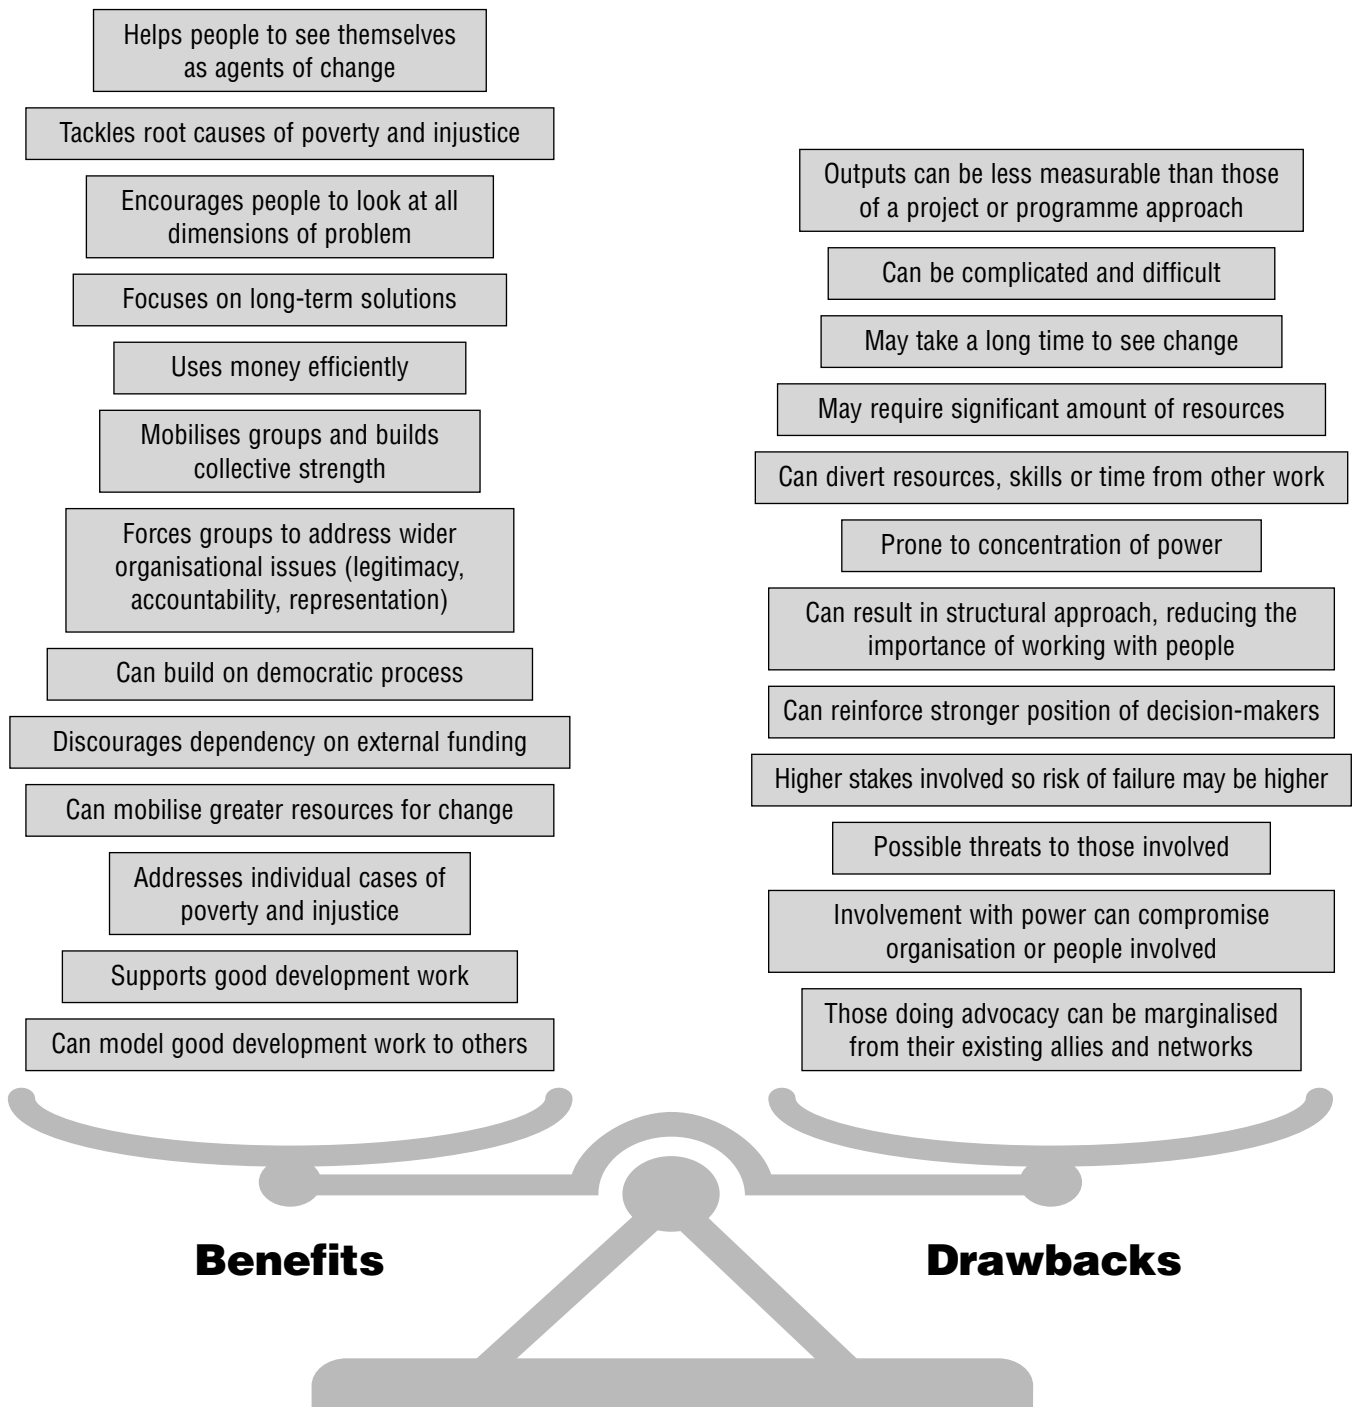 Helps people to see themselves
as agents of change
Tackles root causes of poverty and injustice
Encourages people to look at all
dimensions of problem
Focuses on long-term solutions
Uses money efficiently
Mobilises groups and builds
collective strength
Forces groups to address wider
organisational issues (legitimacy,
accountability, representation)
Can build on democratic process
Discourages dependency on external funding
Can mobilise greater resources for change
Addresses individual cases of
poverty and injustice
Supports good development work
Can model good development work to others
Benefits
Outputs can be less measurable than those
of a project or programme approach
Can be complicated and difficult
May take a long time to see change
May require significant amount of resources
Can divert resources, skills or time from other work
Prone to concentration of power
Can result in structural approach, reducing the
importance of working with people
Can reinforce stronger position of decision-makers
Higher stakes involved so risk of failure may be higher
Possible threats to those involved
Involvement with power can compromise
organisation or people involved
Those doing advocacy can be marginalised
from their existing allies and networks
Drawbacks